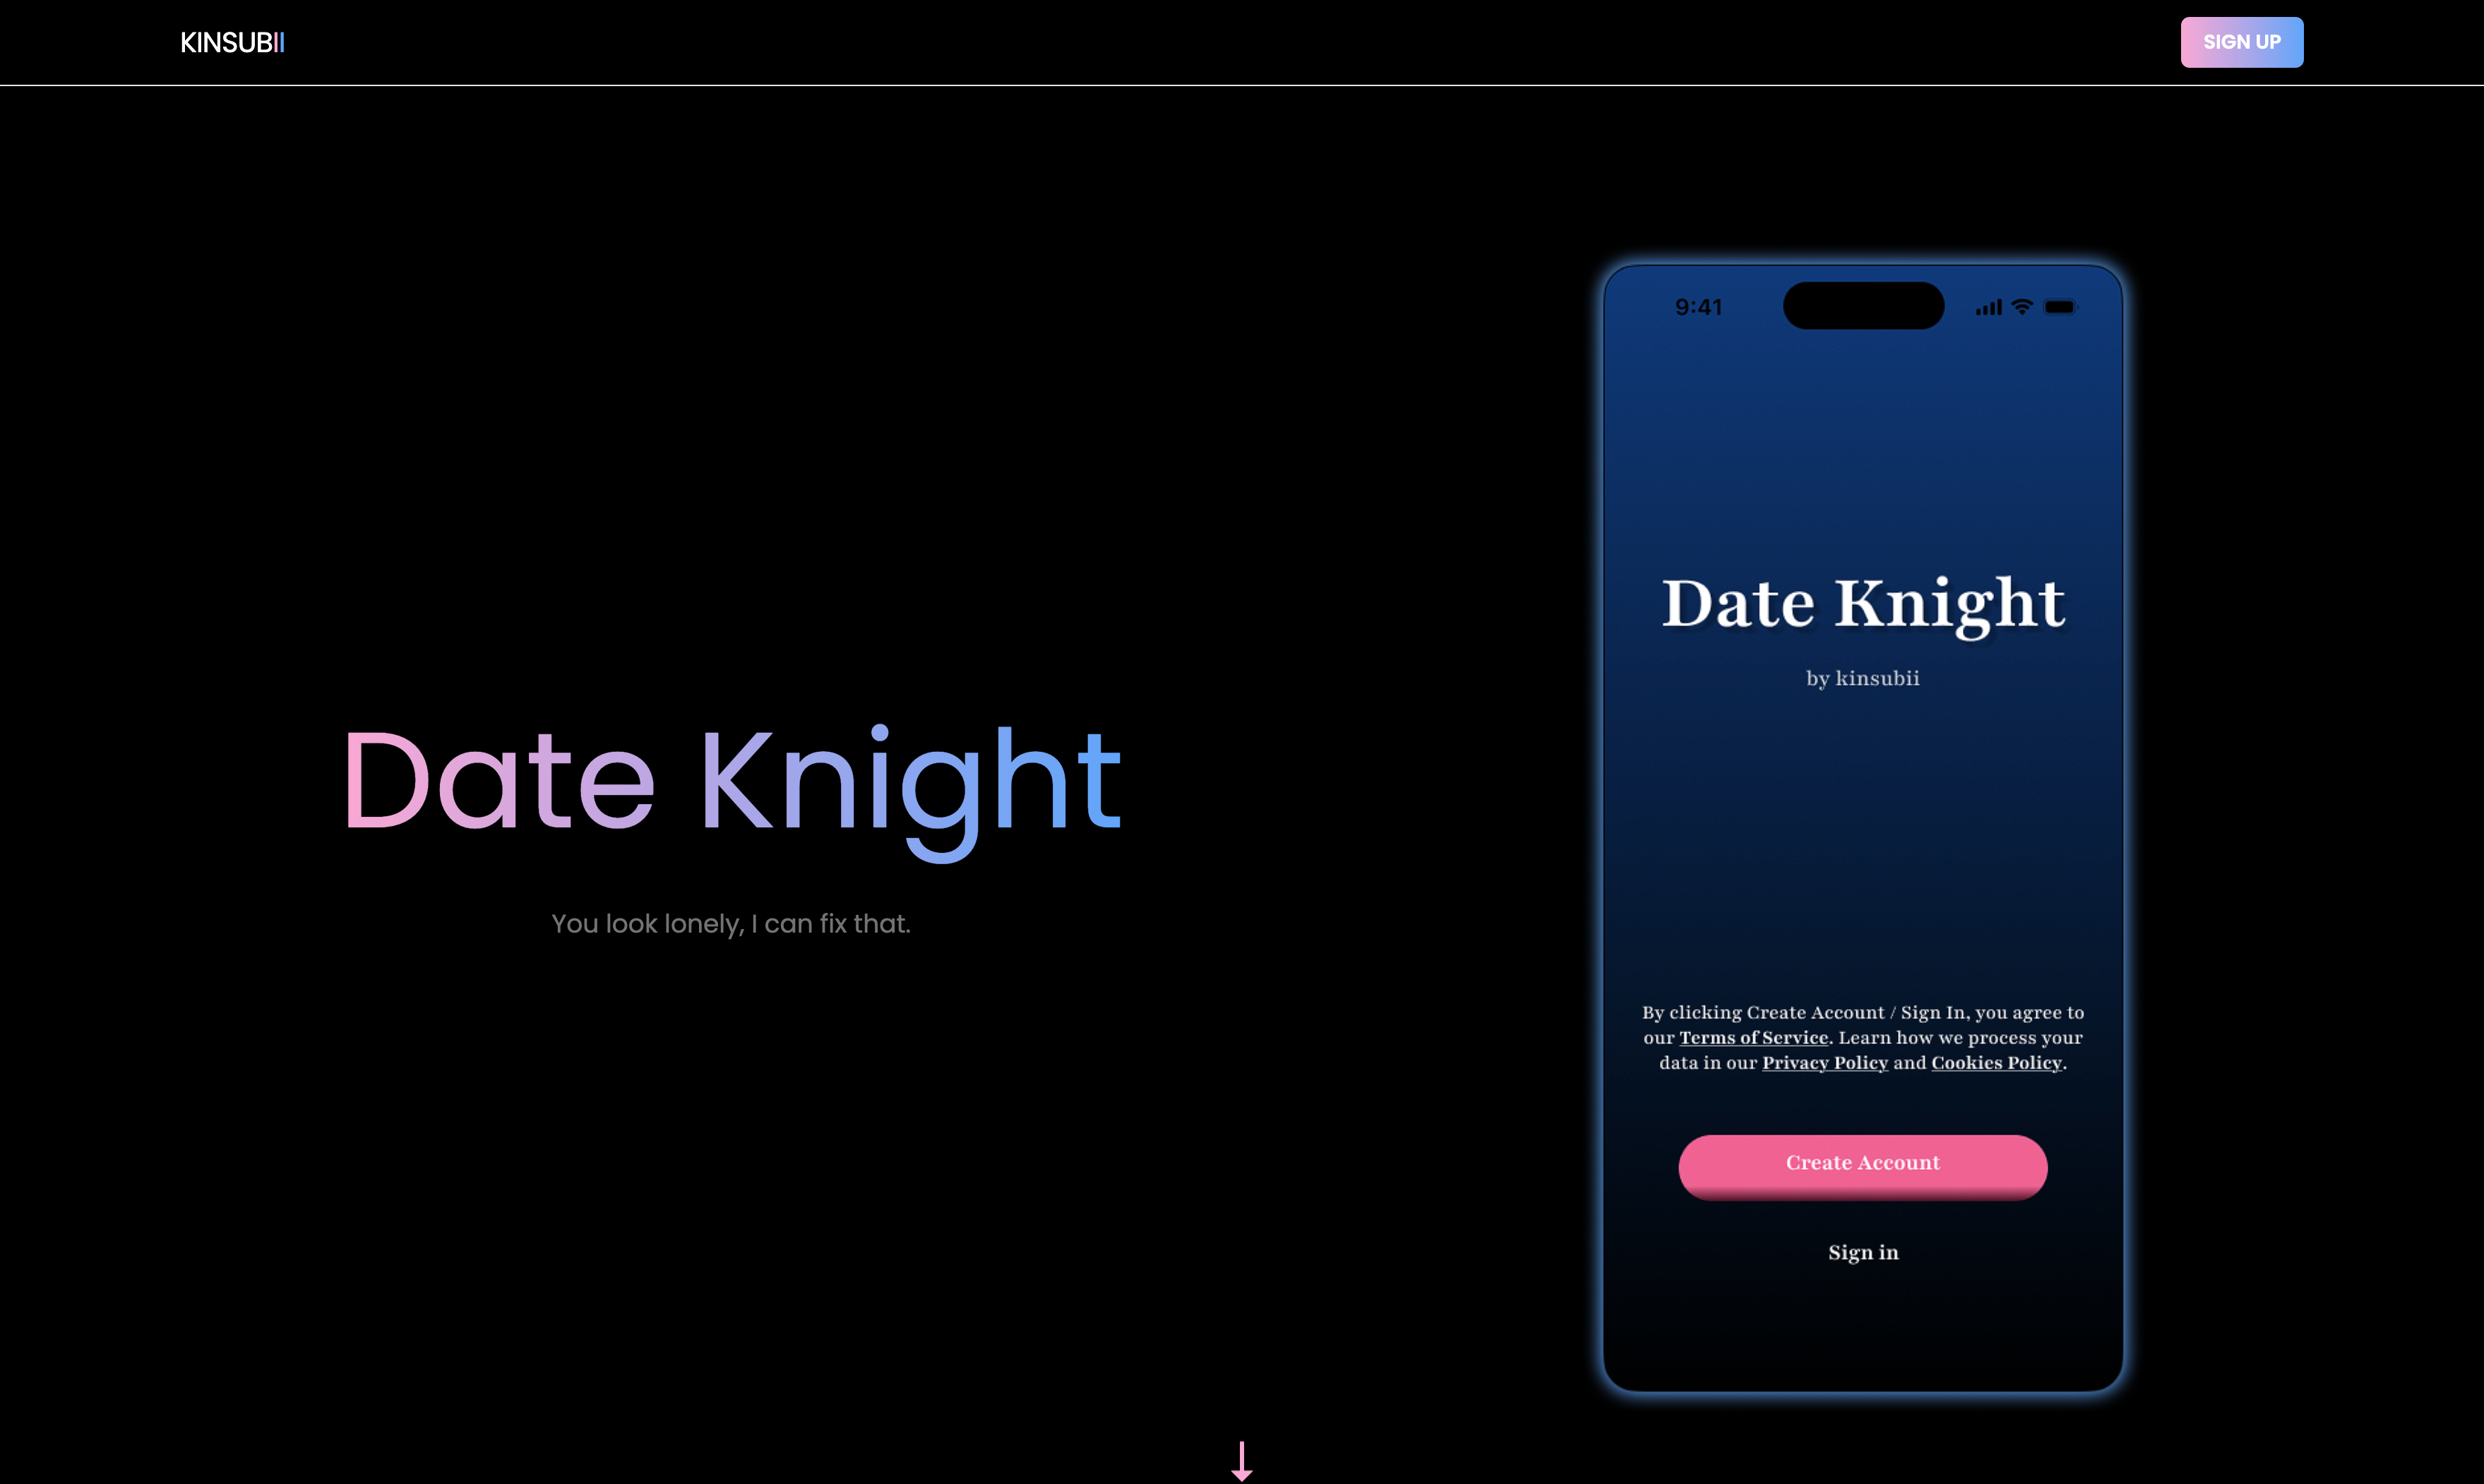 KINSUBII
SIGN UP
Date Knight
You look lonely, I can fix that.
9:41
Date Knight
by kinsubii
By clicking Create Account / Sign In, you agree to
our Terms of Service. Learn how we process your
data in our Privacy Policy and Cookies Policy.
Create Account
Sign in